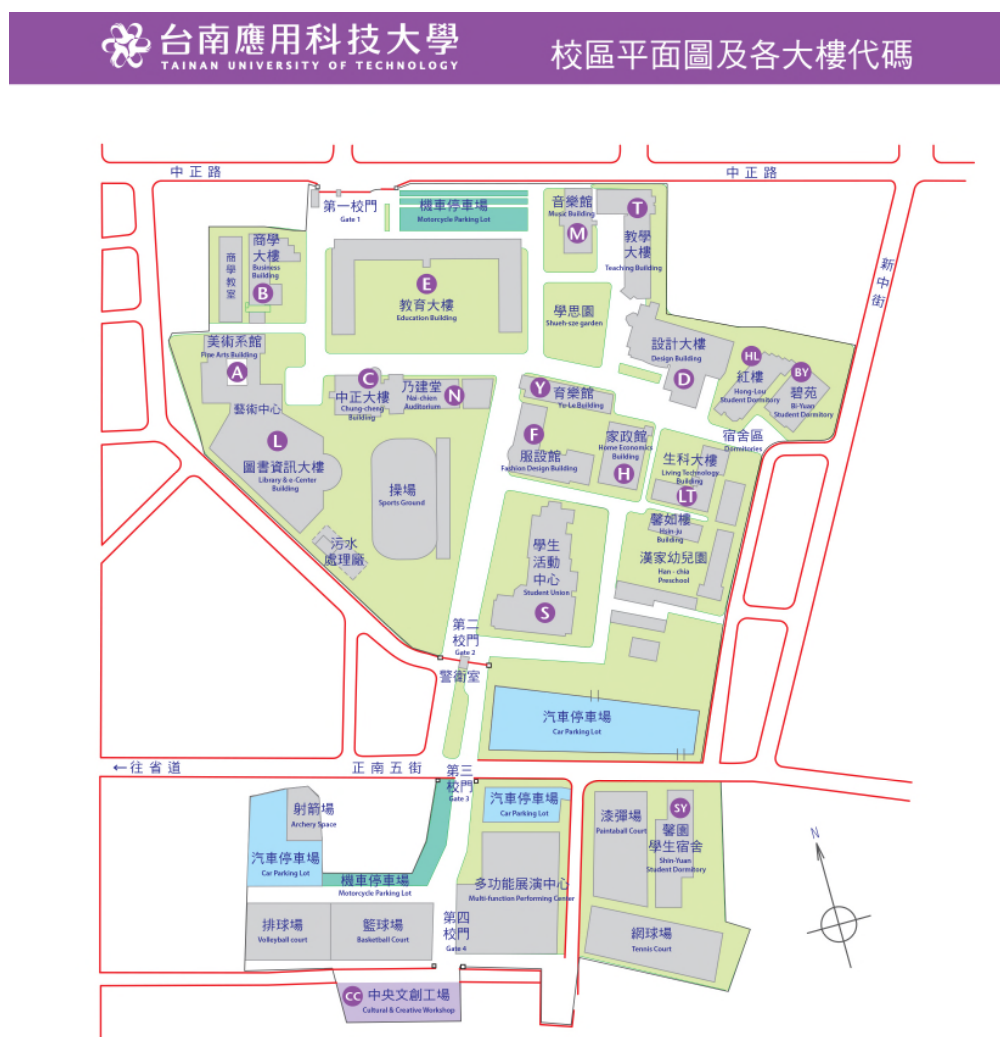 台南應用科技大學
TAINAN UNIVERSITY OF TECHNOLOGY
校區平面圖及各大樓代碼
中正路
中正路
第一校門
Gate 1
機車停車場
Motorcycle Parking Lot
音樂館
Music Building
M
T
教學
大樓
Teaching Building
新中街
商學教室
商學
大樓
Business
Building
B
E
教育大樓
Education Building
學思園
Shueh-sze garden
美術系館
Fine Arts Building
A
藝術中心
C
中正大樓
Chung-cheng
Building
乃建堂
Nai-chien
Auditorium
N
Y
育樂館
Yu-Le Building
設計大樓
Design Building
D
HL
紅樓
Hong-Lou
Student Dormitory
BY
碧苑
Bi-Yuan
Student Dormitory
宿舍區
Dormitories
L
圖書資訊大樓
Library & e-Center
Building
操場
Sports Ground
F
服設館
Fashion Design Building
家政館
Home Economics
Building
H
生科大樓
Living Technology
Building
LT
馨如樓
Hsin-ju
Building
漢家幼兒園
Han - chia
Preschool
污水
處理廠
學生
活動
中心
Student Union
S
第二
校門
Gate 2
警衛室
汽車停車場
Car Parking Lot
←往省道
正南五街
第三
校門
Gate 3
射箭場
Archery Space
汽車停車場
Car Parking Lot
汽車停車場
Car Parking Lot
機車停車場
Motorcycle Parking Lot
多功能展演中心
Multi-function Performing Center
漆彈場
Paintaball Court
SY
馨園
學生宿舍
Shin-Yuan
Student Dormitory
N
排球場
Volleyball court
籃球場
Basketball Court
第四
校門
Gate 4
網球場
Tennis Court
CC
中央文創工場
Cultural & Creative Workshop